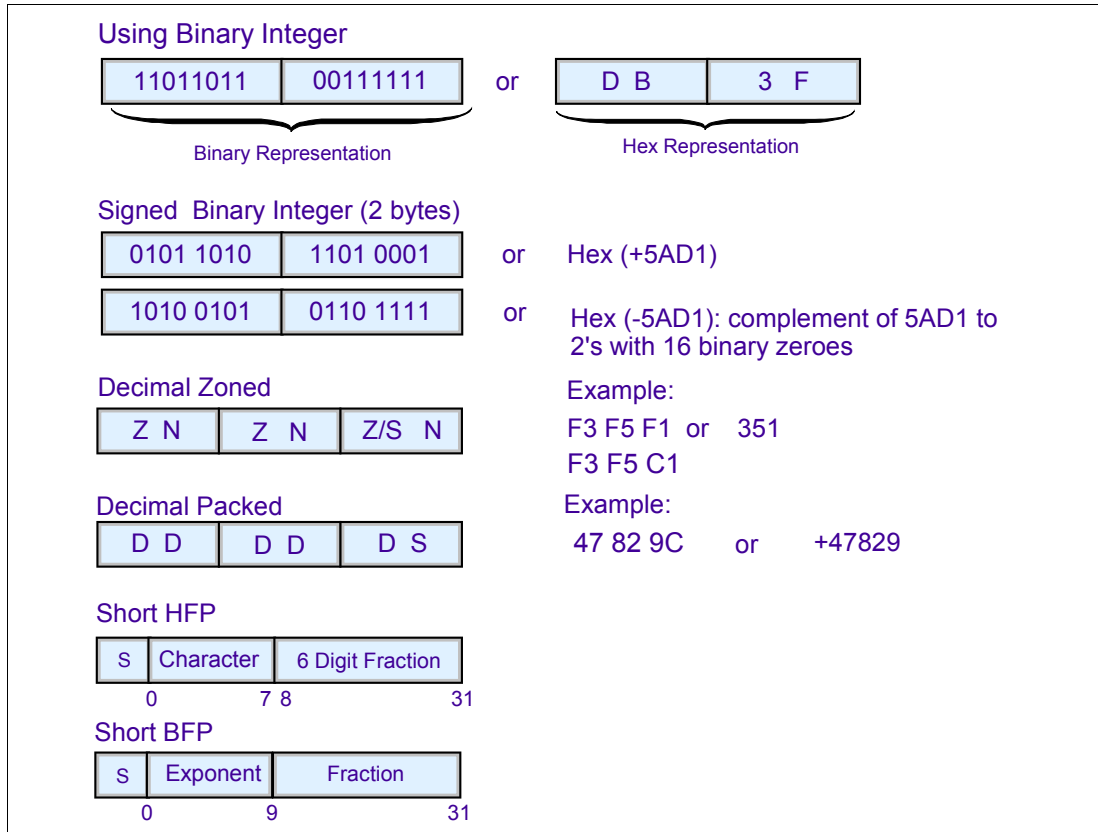 Using Binary Integer
11011011 00111111 or D B 3 F
Binary Representation Hex Representation
Signed Binary Integer (2 bytes)
0101 1010 1101 0001 or Hex (+5AD1)
1010 0101 0110 1111 or Hex (-5AD1): complement of 5AD1 to
2's with 16 binary zeroes
Decimal Zoned Example:
Z N Z N Z/S N F3 F5 F1 or 351
F3 F5 C1
Decimal Packed Example:
D D D D D S 47 82 9C or +47829
Short HFP
S Character 6 Digit Fraction
0 7 8 31
Short BFP
S Exponent Fraction
0 9 31